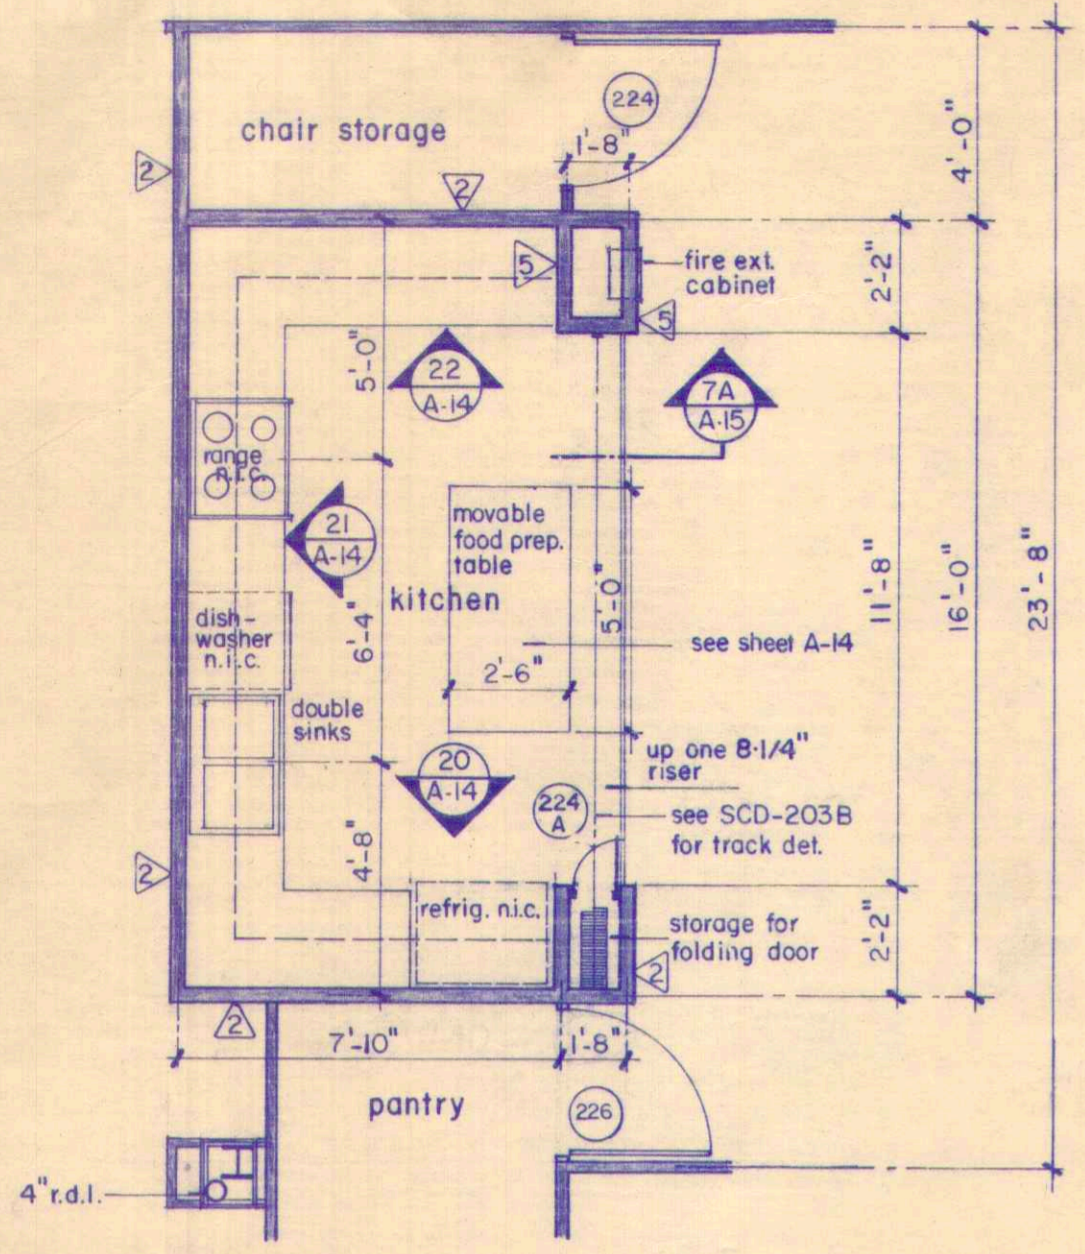 224
chair storage
1'-8"
2
2
4'-0"
5
fire ext.
cabinet
2'-2"
5
5'-0"
22
A-14
7A
A-15
range
n.i.c.
21
A-14
movable
food prep.
table
kitchen
5'-0"
11'-8"
16'-0"
23'-8"
dish-
washer
n.i.c.
6'-4"
see sheet A-14
2'-6"
double
sinks
up one 8-1/4"
riser
20
A-14
224
A
see SCD-203B
for track det.
4'-8"
2
refrig. n.i.c.
storage for
folding door
2'-2"
2
2
7'-10"
1'-8"
pantry
226
4" r.d.l.